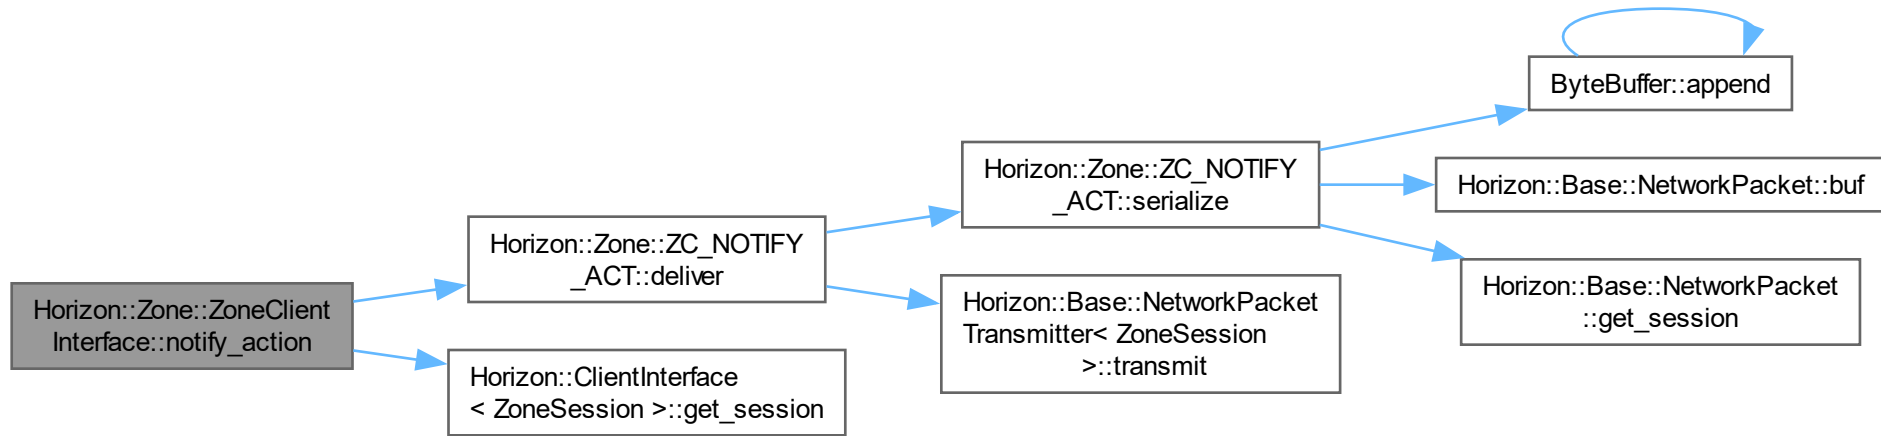 Horizon::Zone::ZoneClient
Interface::notify_action
Horizon::Zone::ZC_NOTIFY
_ACT::deliver
Horizon::ClientInterface
< ZoneSession >::get_session
Horizon::Zone::ZC_NOTIFY
_ACT::serialize
Horizon::Base::NetworkPacket
Transmitter< ZoneSession
>::transmit
ByteBuffer::append
Horizon::Base::NetworkPacket::buf
Horizon::Base::NetworkPacket
::get_session